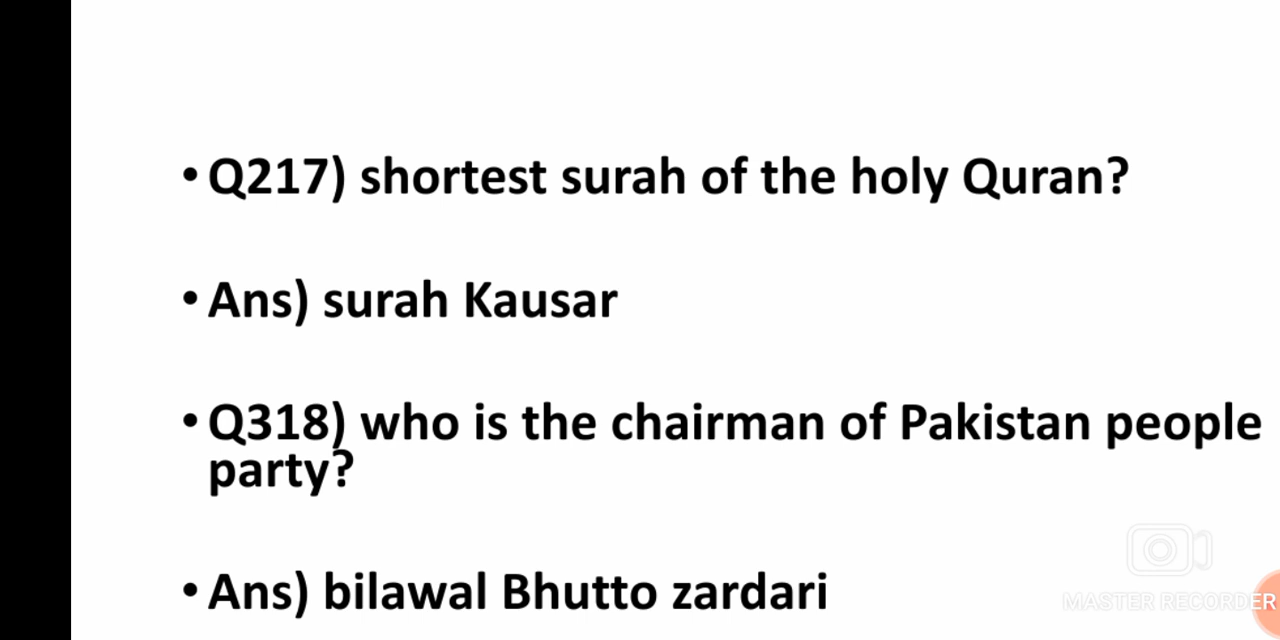 • Q217) shortest surah of the holy Quran?
• Ans) surah Kausar
• Q318) who is the chairman of Pakistan people
party?
• Ans) bilawal Bhutto zardari
MASTER RECORDER